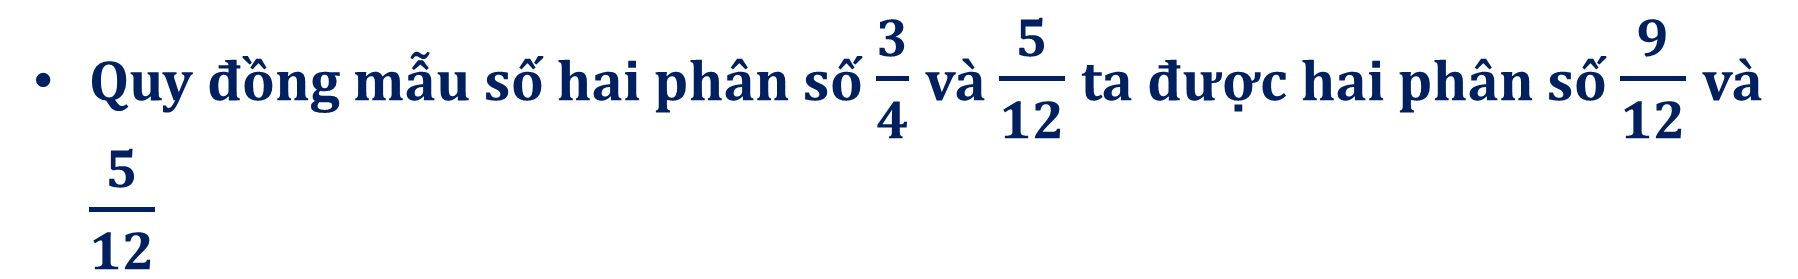 • Quy đồng mẫu số hai phân số 3/4 và 5/12 ta được hai phân số 9/12 và
5/12